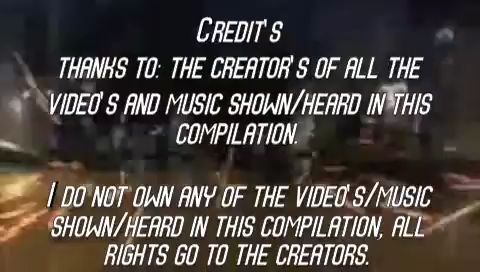 Credit's
thanks to: the creator's of all the
video's and music shown/heard in this
compilation.
I do not own any of the video's/music
shown/heard in this compilation, all
rights go to the creators.